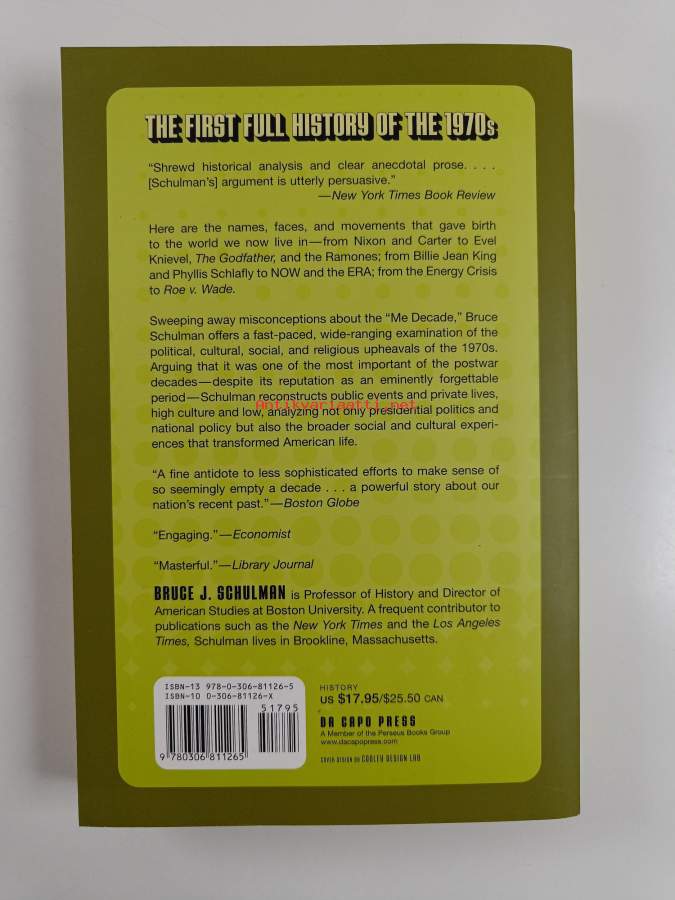 THE FIRST FULL HISTORY OF THE 1970s
“Shrewd historical analysis and clear anecdotal prose. . . .
[Schulman's] argument is utterly persuasive.”
—New York Times Book Review
Here are the names, faces, and movements that gave birth
to the world we now live in—from Nixon and Carter to Evel
Knievel, The Godfather, and the Ramones; from Billie Jean King
and Phyllis Schlafly to NOW and the ERA; from the Energy Crisis
to Roe v. Wade.
Sweeping away misconceptions about the “Me Decade,” Bruce
Schulman offers a fast-paced, wide-ranging examination of the
political, cultural, social, and religious upheavals of the 1970s.
Arguing that it was one of the most important of the postwar
decades—despite its reputation as an eminently forgettable
period—Schulman reconstructs public events and private lives,
Antikvariaatti.net
high culture and low, analyzing not only presidential politics and
national policy but also the broader social and cultural experi-
ences that transformed American life.
“A fine antidote to less sophisticated efforts to make sense of
so seemingly empty a decade . . . a powerful story about our
nation's recent past.”—Boston Globe
“Engaging.”—Economist
“Masterful.”—Library Journal
BRUCE J. SCHULMAN is Professor of History and Director of
American Studies at Boston University. A frequent contributor to
publications such as the New York Times and the Los Angeles
Times, Schulman lives in Brookline, Massachusetts.
ISBN-13 978-0-306-81126-5
ISBN-10 0-306-81126-X
51795
9 780306 811265
HISTORY
US $17.95/$25.50 CAN
DA CAPO PRESS
A Member of the Perseus Books Group
www.dacapopress.com
COVER DESIGN BY COOLEY DESIGN LAB